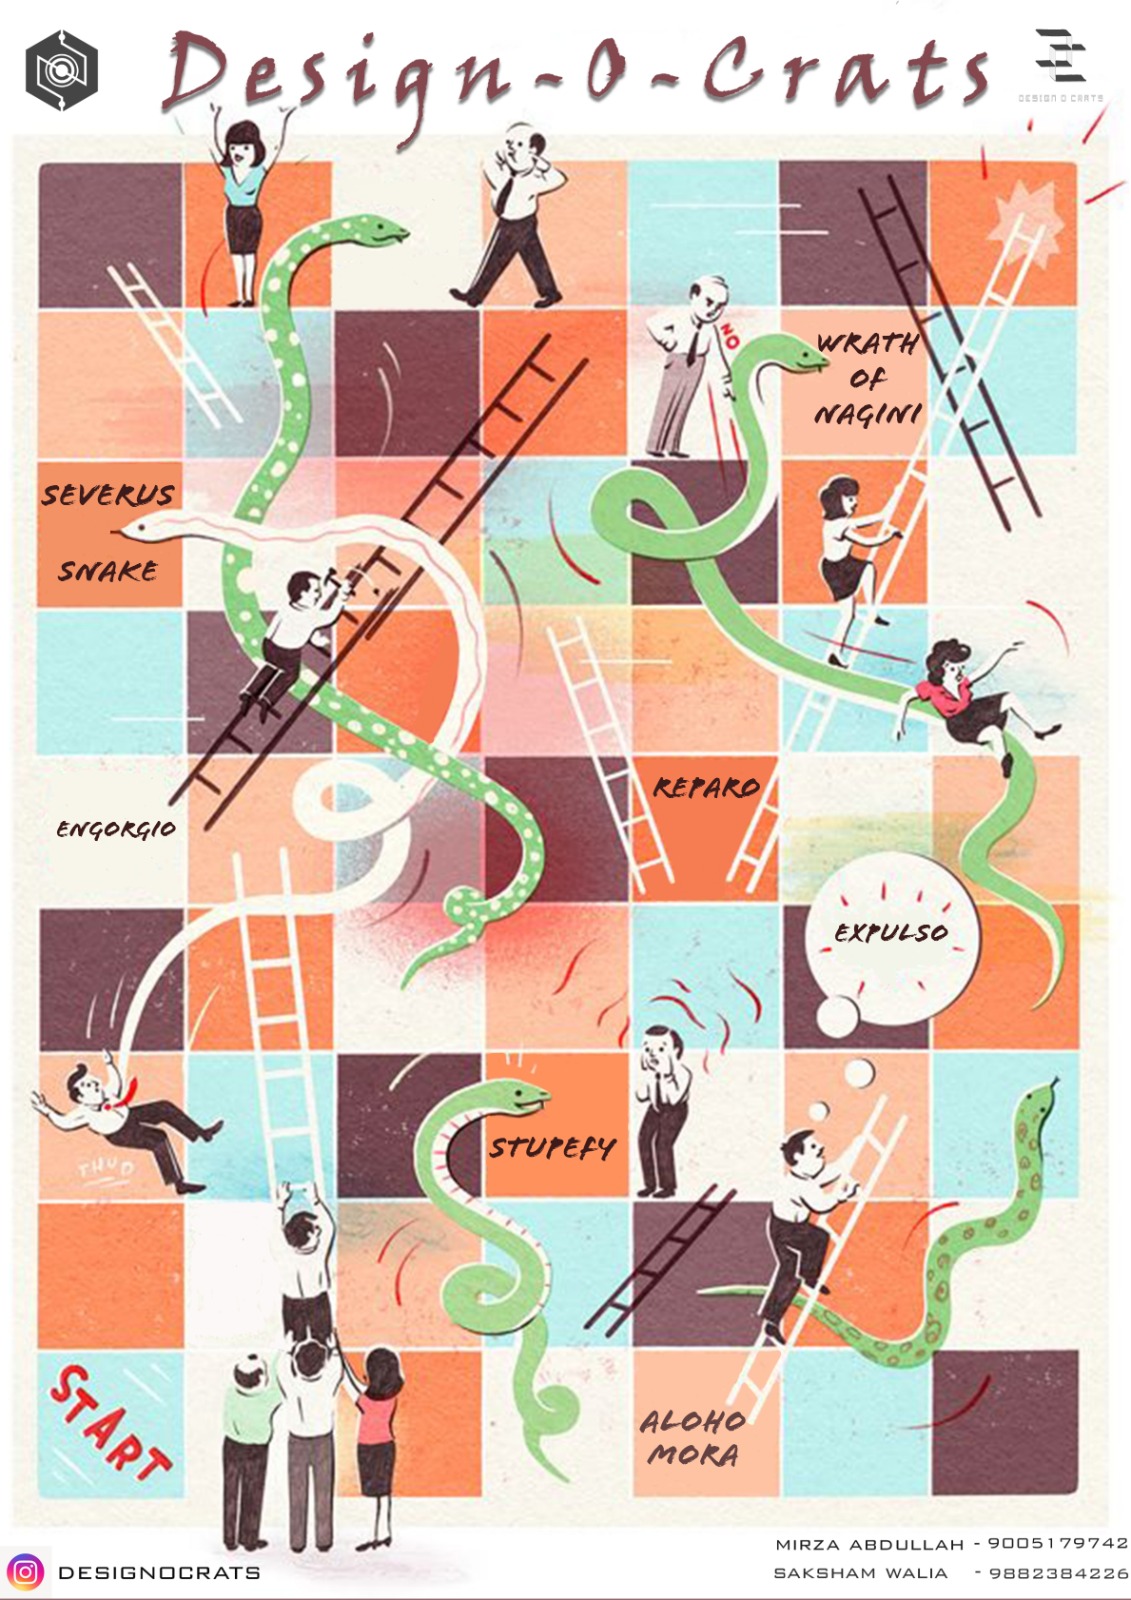 Design-O-Crats
DESIGN O CRATS
NO
WRATH
OF
NAGINI
SEVERUS
SNAKE
REPARO
ENGORGIO
EXPULSO
STUPEFY
THUD
START
ALOHO
MORA
MIRZA ABDULLAH - 9005179742
DESIGNOCRATS
SAKSHAM WALIA - 9882384226